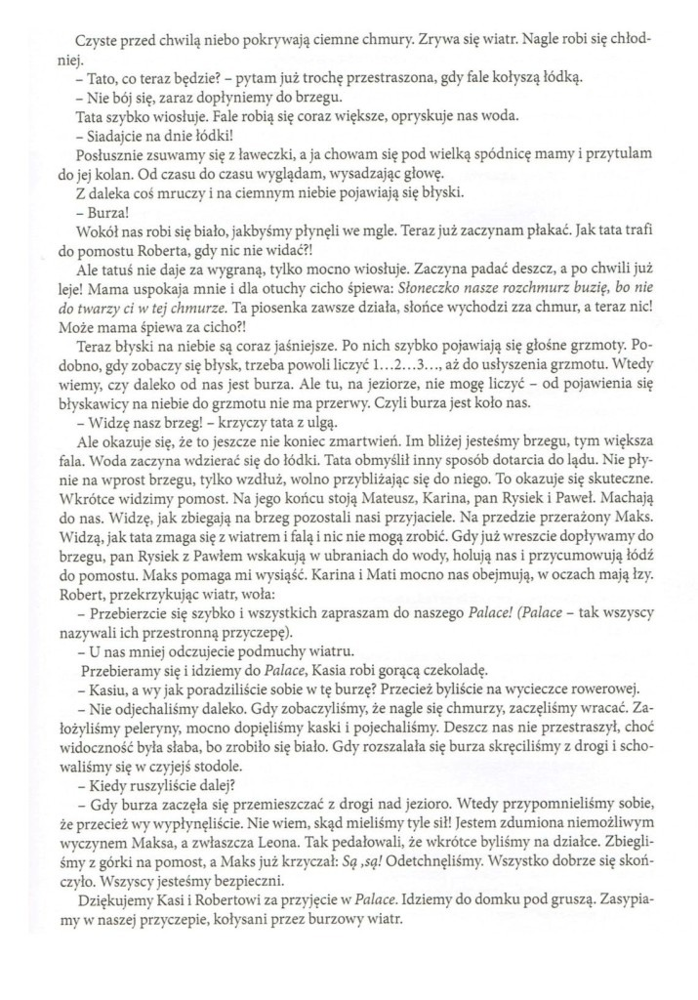 Czyste przed chwilą niebo pokrywają ciemne chmury. Zrywa się wiatr. Nagle robi się chłod-
niej.
– Tato, co teraz będzie? – pytam już trochę przestraszona, gdy fale kołyszą łódką.
– Nie bój się, zaraz dopłyniemy do brzegu.
Tata szybko wiosłuje. Fale robią się coraz większe, opryskuje nas woda.
– Siadajcie na dnie łódki!
Posłusznie zsuwamy się z ławeczki, a ja chowam się pod wielką spódnicę mamy i przytulam
do jej kolan. Od czasu do czasu wyglądam, wysadzając głowę.
Z daleka coś mruczy i na ciemnym niebie pojawiają się błyski.
– Burza!
Wokół nas robi się biało, jakbyśmy płynęli we mgle. Teraz już zaczynam płakać. Jak tata trafi
do pomostu Roberta, gdy nic nie widać?!
Ale tatuś nie daje za wygraną, tylko mocno wiosłuje. Zaczyna padać deszcz, a po chwili już
leje! Mama uspokaja mnie i dla otuchy cicho śpiewa: Słoneczko nasze rozchmurz buzię, bo nie
do twarzy ci w tej chmurze. Ta piosenka zawsze działa, słońce wychodzi zza chmur, a teraz nic!
Może mama śpiewa za cicho?!
Teraz błyski na niebie są coraz jaśniejsze. Po nich szybko pojawiają się głośne grzmoty. Po-
dobno, gdy zobaczy się błysk, trzeba powoli liczyć 1...2...3..., aż do usłyszenia grzmotu. Wtedy
wiemy, czy daleko od nas jest burza. Ale tu, na jeziorze, nie mogę liczyć – od pojawienia się
błyskawicy na niebie do grzmotu nie ma przerwy. Czyli burza jest koło nas.
– Widzę nasz brzeg! – krzyczy tata z ulgą.
Ale okazuje się, że to jeszcze nie koniec zmartwień. Im bliżej jesteśmy brzegu, tym większa
fala. Woda zaczyna wdzierać się do łódki. Tata obmyślił inny sposób dotarcia do lądu. Nie pły-
nie na wprost brzegu, tylko wzdłuż, wolno przybliżając się do niego. To okazuje się skuteczne.
Wkrótce widzimy pomost. Na jego końcu stoją Mateusz, Karina, pan Rysiek i Paweł. Machają
do nas. Widzę, jak zbiegają na brzeg pozostali nasi przyjaciele. Na przedzie przerażony Maks.
Widzą, jak tata zmaga się z wiatrem i falą i nic nie mogą zrobić. Gdy już wreszcie dopływamy do
brzegu, pan Rysiek z Pawłem wskakują w ubraniach do wody, holują nas i przycumowują łódź
do pomostu. Maks pomaga mi wysiąść. Karina i Mati mocno nas obejmują, w oczach mają łzy.
Robert, przekrzykując wiatr, woła:
– Przebierzcie się szybko i wszystkich zapraszam do naszego Palace! (Palace – tak wszyscy
nazywali ich przestronną przyczepę).
– U nas mniej odczujecie podmuchy wiatru.
Przebieramy się i idziemy do Palace, Kasia robi gorącą czekoladę.
– Kasiu, a wy jak poradziliście sobie w tę burzę? Przecież byliście na wycieczce rowerowej.
– Nie odjechaliśmy daleko. Gdy zobaczyliśmy, że nagle się chmurzy, zaczęliśmy wracać. Za-
łożyliśmy peleryny, mocno dopięliśmy kaski i pojechaliśmy. Deszcz nas nie przestraszył, choć
widoczność była słaba, bo zrobiło się biało. Gdy rozszalała się burza skręciliśmy z drogi i scho-
waliśmy się w czyjejś stodole.
– Kiedy ruszyliście dalej?
– Gdy burza zaczęła się przemieszczać z drogi nad jezioro. Wtedy przypomnieliśmy sobie,
że przecież wy wypłynęliście. Nie wiem, skąd mieliśmy tyle sił! Jestem zdumiona niemożliwym
wyczynem Maksa, a zwłaszcza Leona. Tak pedałowali, że wkrótce byliśmy na działce. Zbiegli-
śmy z górki na pomost, a Maks już krzyczał: Są ,są! Odetchnęliśmy. Wszystko dobrze się skoń-
czyło. Wszyscy jesteśmy bezpieczni.
Dziękujemy Kasi i Robertowi za przyjęcie w Palace. Idziemy do domku pod gruszą. Zasypia-
my w naszej przyczepie, kołysani przez burzowy wiatr.